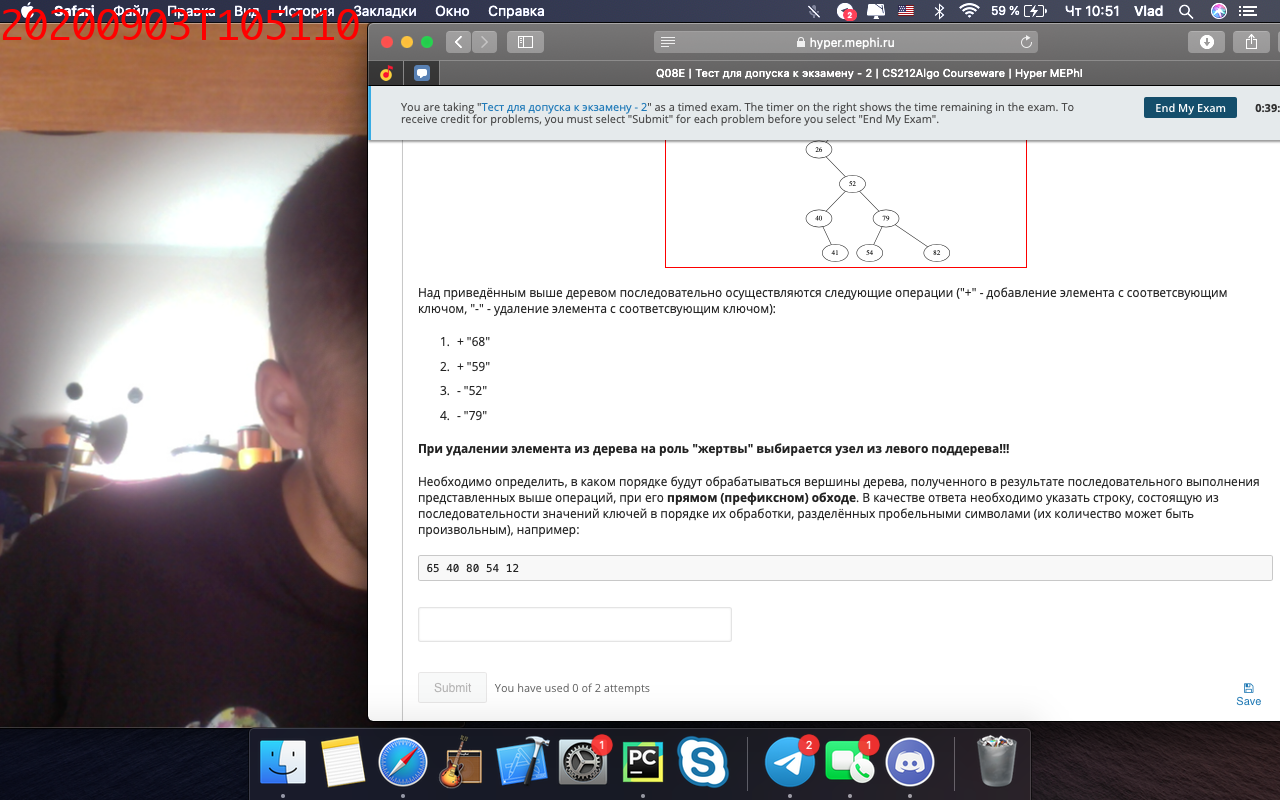 20200903T105110
Safari Файл Правка Вид История Закладки Окно Справка 2 59 % Чт 10:51 Vlad
hyper.mephi.ru
Q08E | Тест для допуска к экзамену - 2 | CS212Algo Courseware | Hyper MEPhI
You are taking "Тест для допуска к экзамену - 2" as a timed exam. The timer on the right shows the time remaining in the exam. To
receive credit for problems, you must select "Submit" for each problem before you select "End My Exam".
End My Exam 0:39:
26
52
40 79
41 54 82
Над приведённым выше деревом последовательно осуществляются следующие операции ("+" - добавление элемента с соответсвующим
ключом, "-" - удаление элемента с соответсвующим ключом):
1. + "68"
2. + "59"
3. - "52"
4. - "79"
При удалении элемента из дерева на роль "жертвы" выбирается узел из левого поддерева!!!
Необходимо определить, в каком порядке будут обрабатываться вершины дерева, полученного в результате последовательного выполнения
представленных выше операций, при его прямом (префиксном) обходе. В качестве ответа необходимо указать строку, состоящую из
последовательности значений ключей в порядке их обработки, разделённых пробельными символами (их количество может быть
произвольным), например:
65 40 80 54 12
Submit You have used 0 of 2 attempts
Save
1 PC 2 1